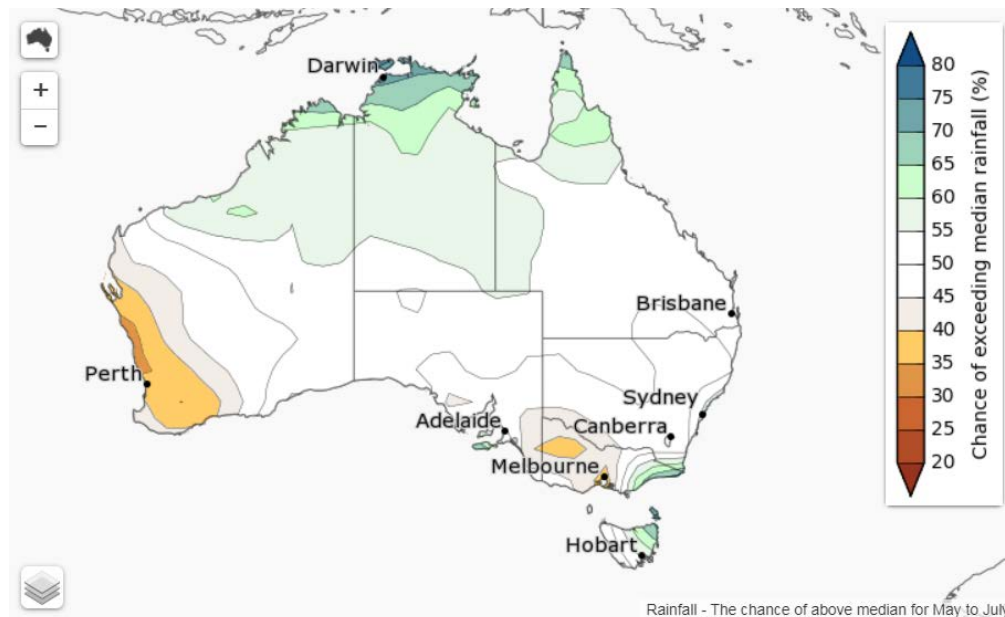 Darwin
+
−
Brisbane
Perth
Sydney
Adelaide
Canberra
Melbourne
Hobart
80
75
70
65
60
55
50
45
40
35
30
25
20
Chance of exceeding median rainfall (%)
Rainfall - The chance of above median for May to July